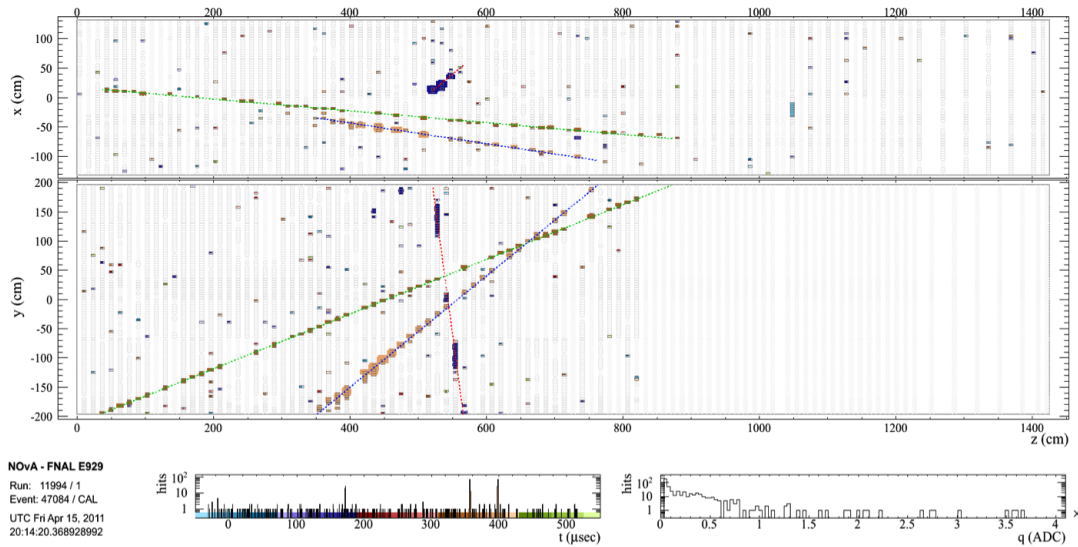 0 200 400 600 800 1000 1200 1400
x (cm)
100
50
0
-50
-100
y (cm)
200
150
100
50
0
-50
-100
-150
-200
0 200 400 600 800 1000 1200 1400
z (cm)
NOvA - FNAL E929
Run: 11994 / 1
Event: 47084 / CAL
UTC Fri Apr 15, 2011
20:14:20.368928992
hits
10²
10
1
0 100 200 300 400 500
t (μsec)
hits
10²
10
1
0 0.5 1 1.5 2 2.5 3 3.5 4
q (ADC)